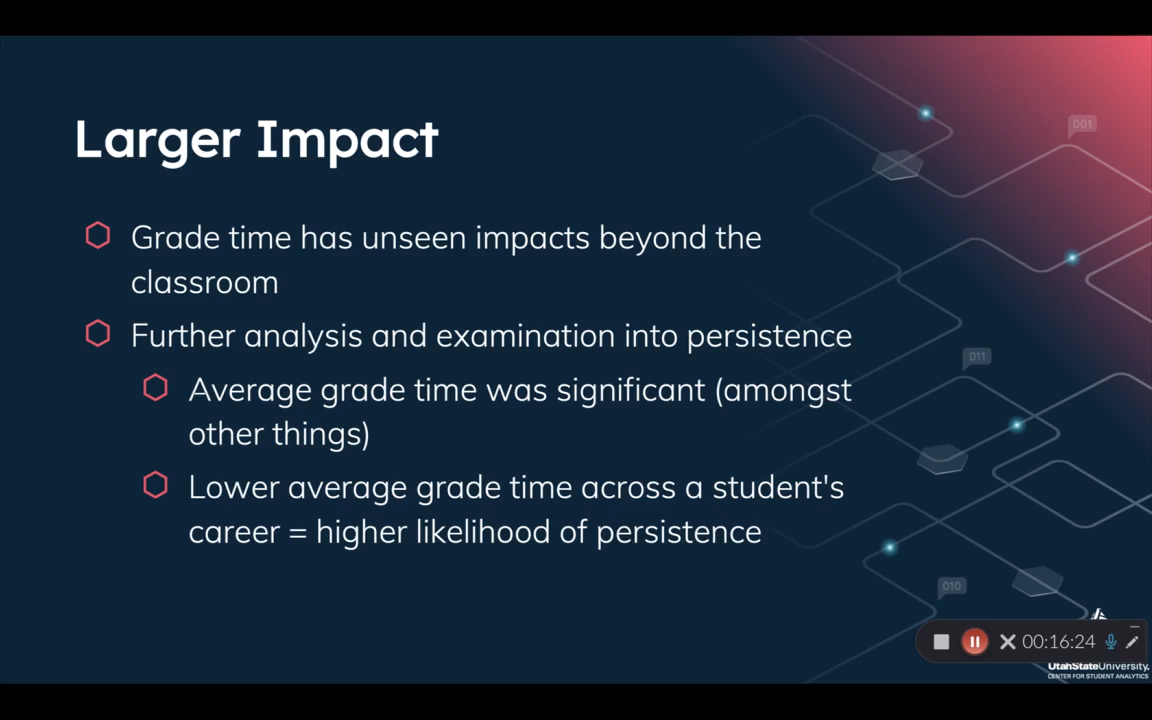 Larger Impact
Grade time has unseen impacts beyond the
classroom
Further analysis and examination into persistence
Average grade time was significant (amongst
other things)
Lower average grade time across a student's
career = higher likelihood of persistence
001
011
010
00:16:24
UtahStateUniversity.
CENTER FOR STUDENT ANALYTICS